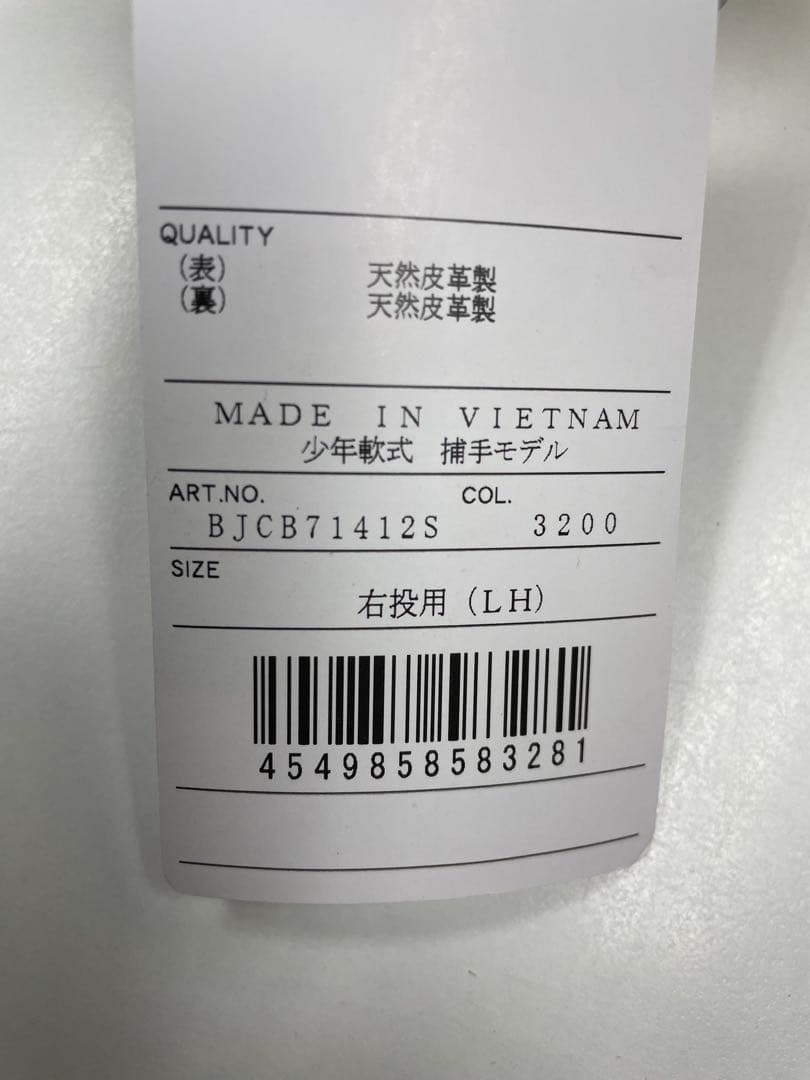 QUALITY
(表) 天然皮革製
(裏) 天然皮革製
MADE IN VIETNAM
少年軟式 捕手モデル
ART.NO. COL.
BJCB71412S 3200
SIZE
右投用(LH)
4549858583281